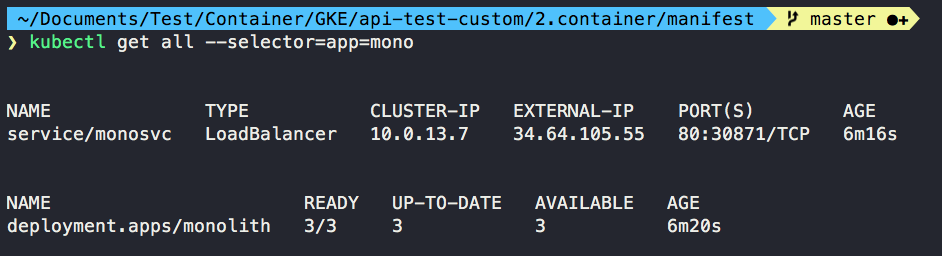 ~/Documents/Test/Container/GKE/api-test-custom/2.container/manifest master ●+
❯ kubectl get all --selector=app=mono
NAME TYPE CLUSTER-IP EXTERNAL-IP PORT(S) AGE
service/monosvc LoadBalancer 10.0.13.7 34.64.105.55 80:30871/TCP 6m16s
NAME READY UP-TO-DATE AVAILABLE AGE
deployment.apps/monolith 3/3 3 3 6m20s